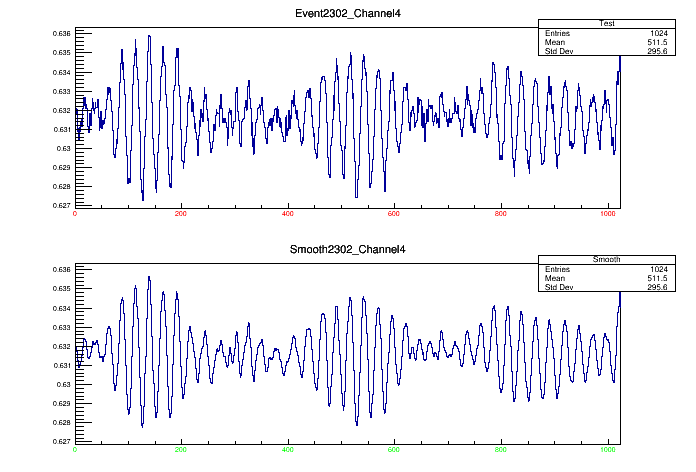 Event2302_Channel4
Test
Entries 1024
Mean 511.5
Std Dev 295.6
0.636
0.635
0.634
0.633
0.632
0.631
0.63
0.629
0.628
0.627
0 200 400 600 800 1000
Smooth2302_Channel4
Smooth
Entries 1024
Mean 511.5
Std Dev 295.6
0.636
0.635
0.634
0.633
0.632
0.631
0.63
0.629
0.628
0.627
0 200 400 600 800 1000